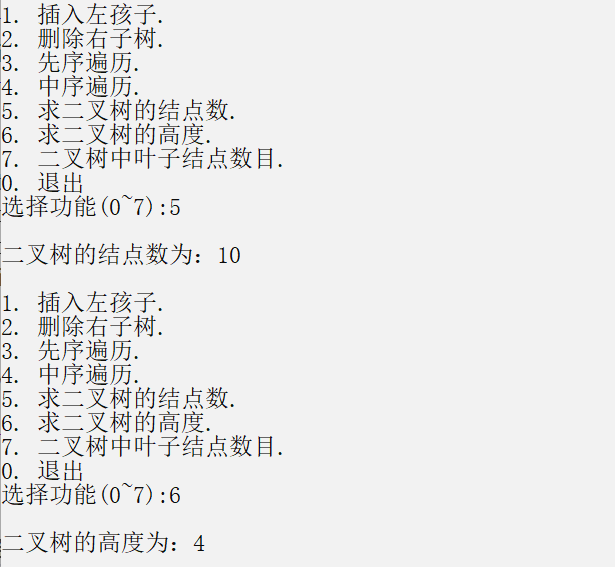 1. 插入左孩子.
2. 删除右子树.
3. 先序遍历.
4. 中序遍历.
5. 求二叉树的结点数.
6. 求二叉树的高度.
7. 二叉树中叶子结点数目.
0. 退出
选择功能(0~7):5
二叉树的结点数为：10
1. 插入左孩子.
2. 删除右子树.
3. 先序遍历.
4. 中序遍历.
5. 求二叉树的结点数.
6. 求二叉树的高度.
7. 二叉树中叶子结点数目.
0. 退出
选择功能(0~7):6
二叉树的高度为：4